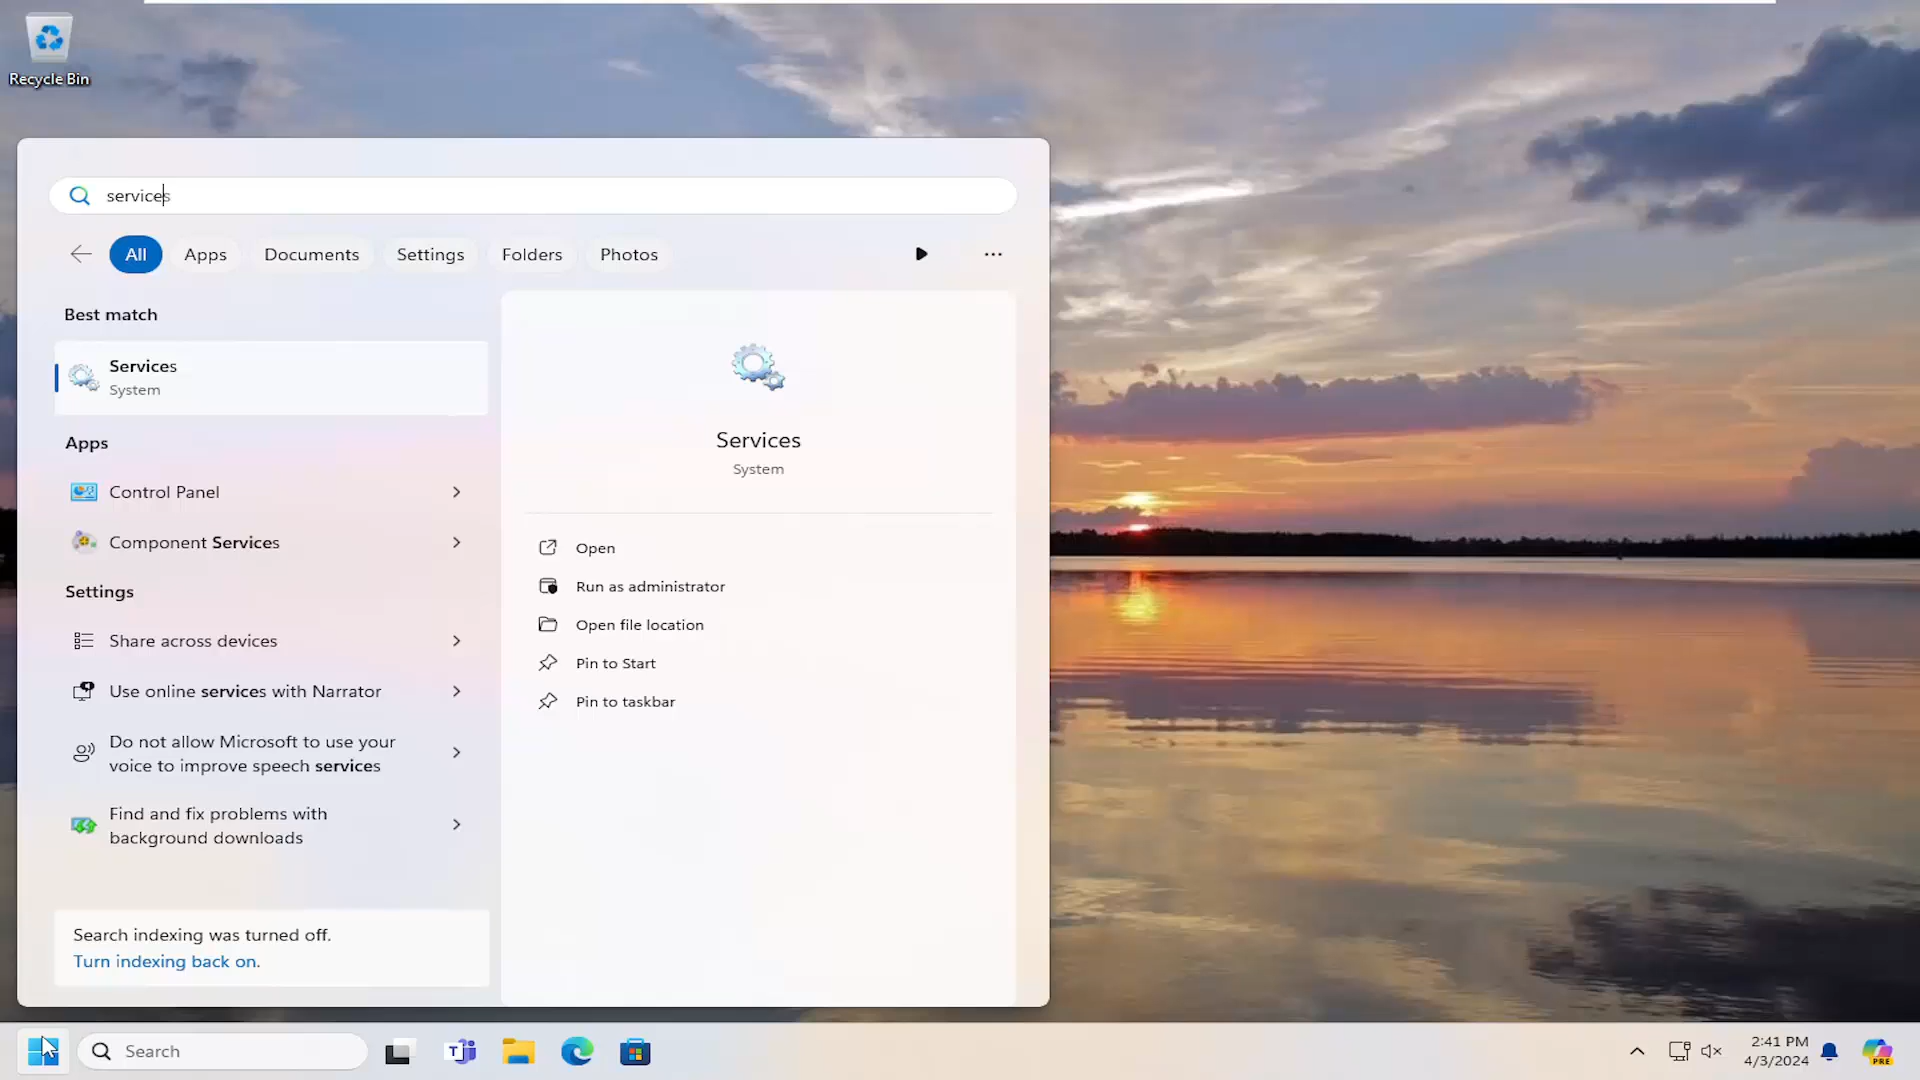 Recycle Bin
services
All
Apps
Documents
Settings
Folders
Photos
Best match
Services
System
Apps
Control Panel
Component Services
Settings
Share across devices
Use online services with Narrator
Do not allow Microsoft to use your
voice to improve speech services
Find and fix problems with
background downloads
Search indexing was turned off.
Turn indexing back on.
Services
System
Open
Run as administrator
Open file location
Pin to Start
Pin to taskbar
Search
T
2:41 PM
4/3/2024
PRE